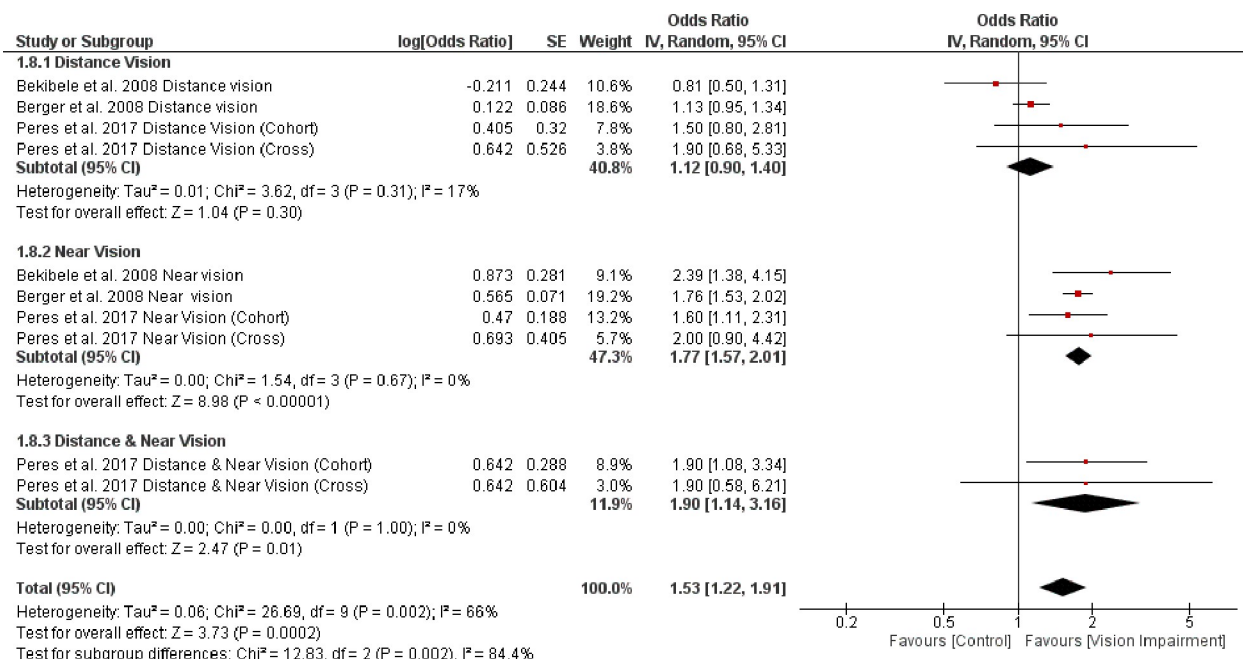 Odds Ratio Odds Ratio
Study or Subgroup log[Odds Ratio] SE Weight IV, Random, 95% CI IV, Random, 95% CI
1.8.1 Distance Vision
Bekibele et al. 2008 Distance vision -0.211 0.244 10.6% 0.81 [0.50, 1.31]
Berger et al. 2008 Distance vision 0.122 0.086 18.6% 1.13 [0.95, 1.34]
Peres et al. 2017 Distance Vision (Cohort) 0.405 0.32 7.8% 1.50 [0.80, 2.81]
Peres et al. 2017 Distance Vision (Cross) 0.642 0.526 3.8% 1.90 [0.68, 5.33]
Subtotal (95% CI) 40.8% 1.12 [0.90, 1.40]
Heterogeneity: Tau² = 0.01; Chi² = 3.62, df = 3 (P = 0.31); I² = 17%
Test for overall effect: Z = 1.04 (P = 0.30)
1.8.2 Near Vision
Bekibele et al. 2008 Near vision 0.873 0.281 9.1% 2.39 [1.38, 4.15]
Berger et al. 2008 Near vision 0.565 0.071 19.2% 1.76 [1.53, 2.02]
Peres et al. 2017 Near Vision (Cohort) 0.47 0.188 13.2% 1.60 [1.11, 2.31]
Peres et al. 2017 Near Vision (Cross) 0.693 0.405 5.7% 2.00 [0.90, 4.42]
Subtotal (95% CI) 47.3% 1.77 [1.57, 2.01]
Heterogeneity: Tau² = 0.00; Chi² = 1.54, df = 3 (P = 0.67); I² = 0%
Test for overall effect: Z = 8.98 (P < 0.00001)
1.8.3 Distance & Near Vision
Peres et al. 2017 Distance & Near Vision (Cohort) 0.642 0.288 8.9% 1.90 [1.08, 3.34]
Peres et al. 2017 Distance & Near Vision (Cross) 0.642 0.604 3.0% 1.90 [0.58, 6.21]
Subtotal (95% CI) 11.9% 1.90 [1.14, 3.16]
Heterogeneity: Tau² = 0.00; Chi² = 0.00, df = 1 (P = 1.00); I² = 0%
Test for overall effect: Z = 2.47 (P = 0.01)
Total (95% CI) 100.0% 1.53 [1.22, 1.91]
Heterogeneity: Tau² = 0.06; Chi² = 26.69, df = 9 (P = 0.002); I² = 66%
Test for overall effect: Z = 3.73 (P = 0.0002)
Test for subgroup differences: Chi² = 12.83, df = 2 (P = 0.002), I² = 84.4%
0.2 0.5 1 2 5
Favours [Control] Favours [Vision Impairment]